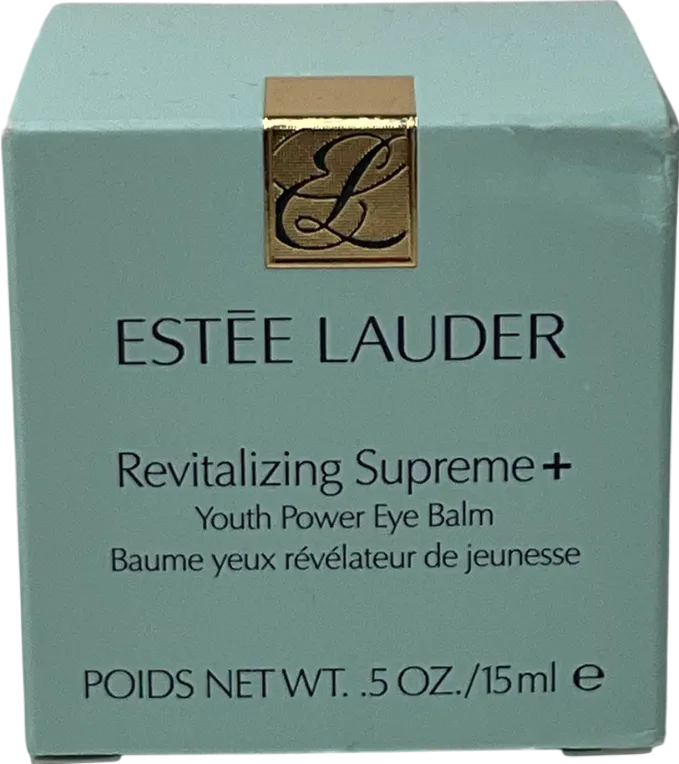 EL
ESTĒE LAUDER
Revitalizing Supreme+
Youth Power Eye Balm
Baume yeux révélateur de jeunesse
POIDS NET WT. .5 OZ./15ml e